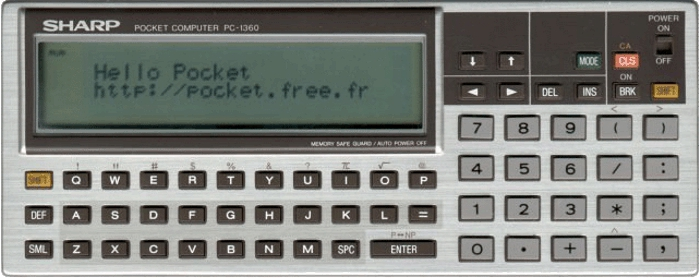 SHARP POCKET COMPUTER PC-1360
POWER
ON
OFF
RUN
Hello Pocket
http://pocket.free.fr
MEMORY SAFE GUARD / AUTO POWER OFF
↓ ↑ MODE CA CLS
◄ ► DEL INS ON BRK SHIFT
< >
7 8 9 ( )
! " # $ % & ? π √ @
SHIFT Q W E R T Y U I O P
4 5 6 / :
DEF A S D F G H J K L =
1 2 3 * ;
P↔NP ^
SML Z X C V B N M SPC ENTER
0 • + − ,